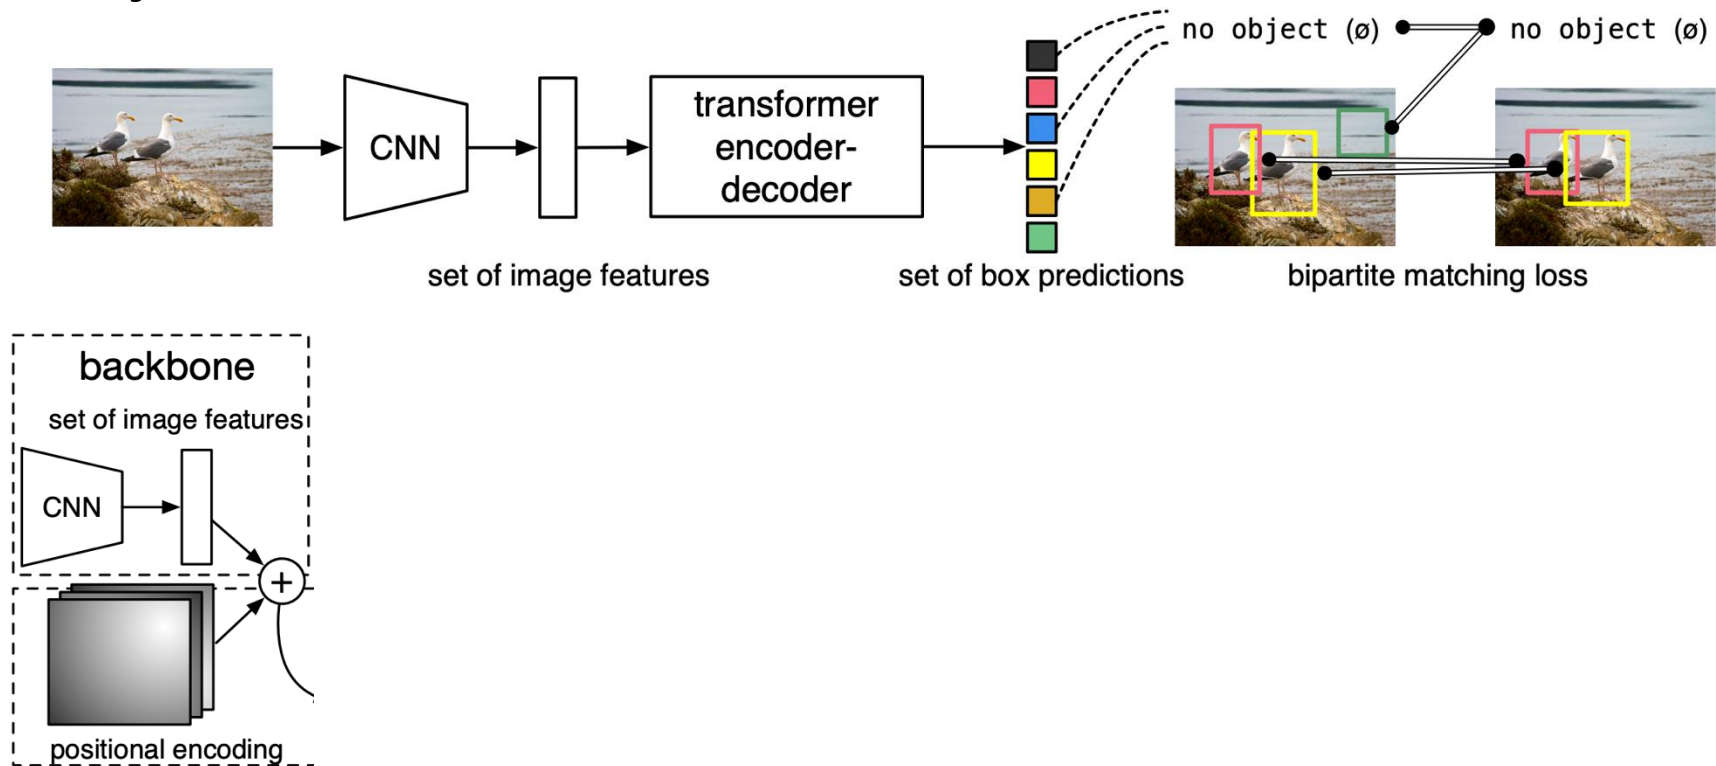 no object (ø) no object (ø)
CNN
transformer
encoder-
decoder
set of image features
set of box predictions
bipartite matching loss
backbone
set of image features
CNN
+
positional encoding